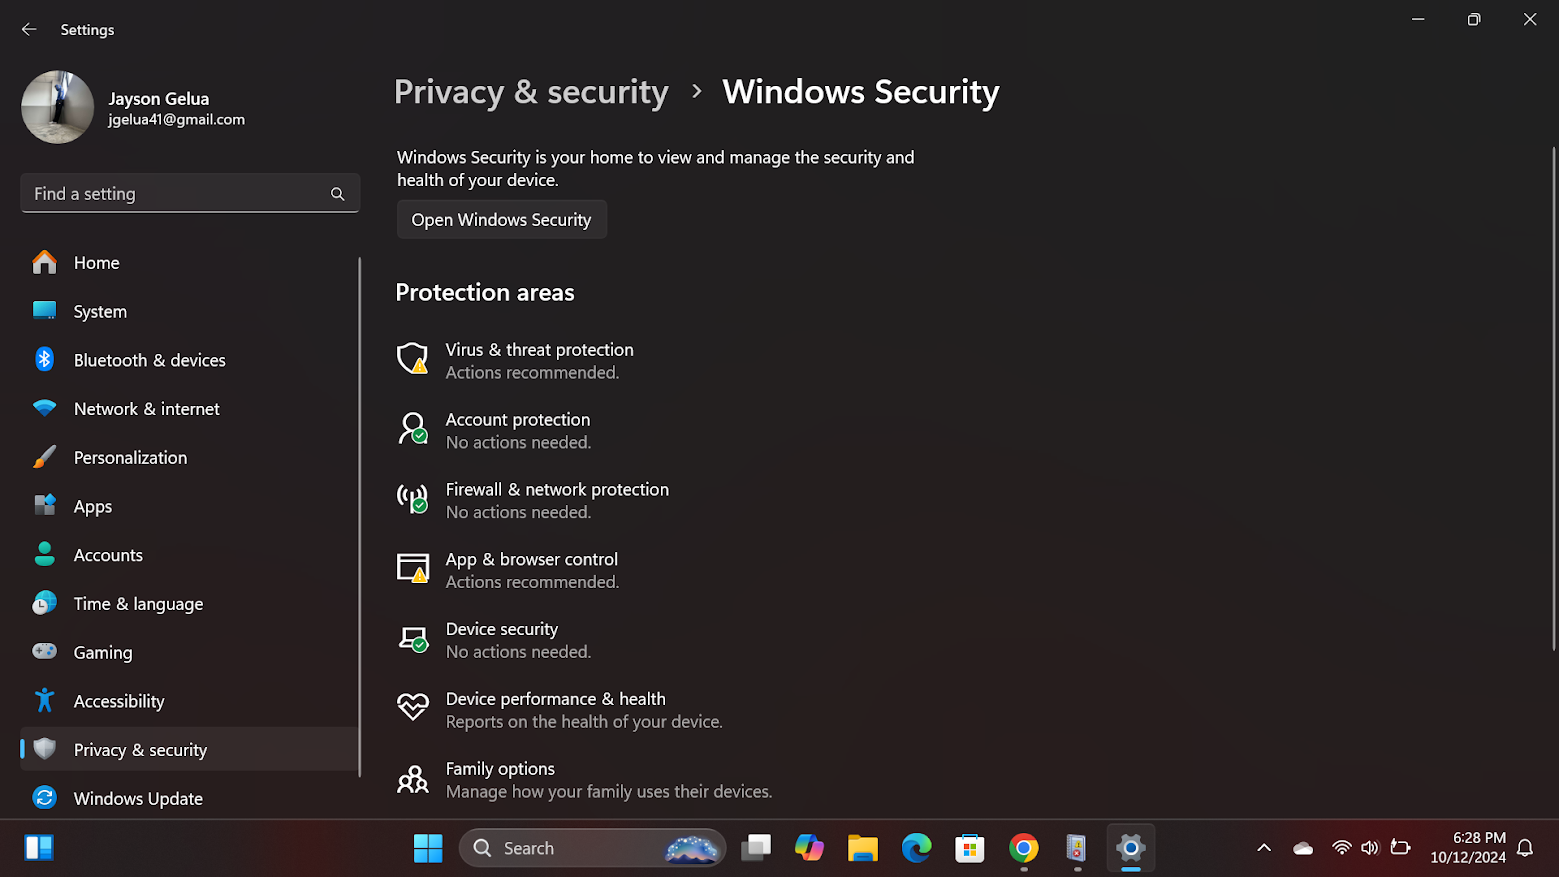 Settings
Jayson Gelua
jgelua41@gmail.com
Find a setting
Home
System
Bluetooth & devices
Network & internet
Personalization
Apps
Accounts
Time & language
Gaming
Accessibility
Privacy & security
Windows Update
Privacy & security > Windows Security
Windows Security is your home to view and manage the security and
health of your device.
Open Windows Security
Protection areas
Virus & threat protection
Actions recommended.
Account protection
No actions needed.
Firewall & network protection
No actions needed.
App & browser control
Actions recommended.
Device security
No actions needed.
Device performance & health
Reports on the health of your device.
Family options
Manage how your family uses their devices.
Search
6:28 PM
10/12/2024